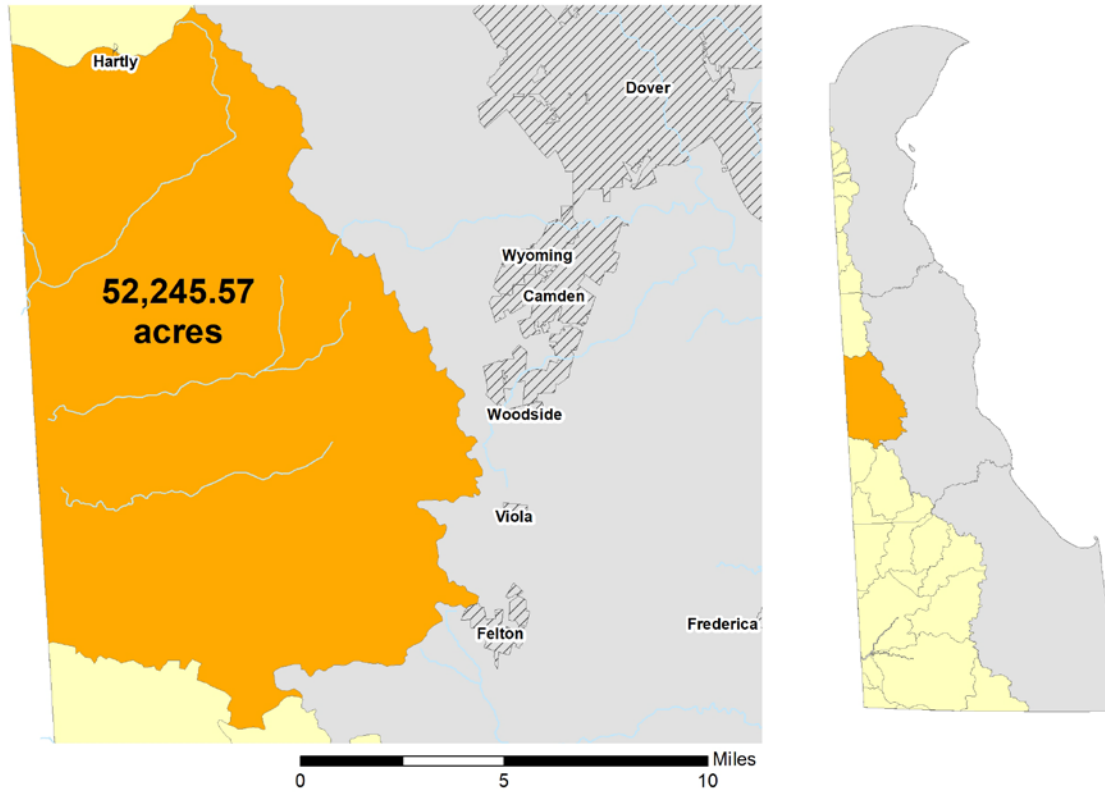 Hartly
Dover
Wyoming
52,245.57
acres
Camden
Woodside
Viola
Felton
Frederica
Miles
0 5 10